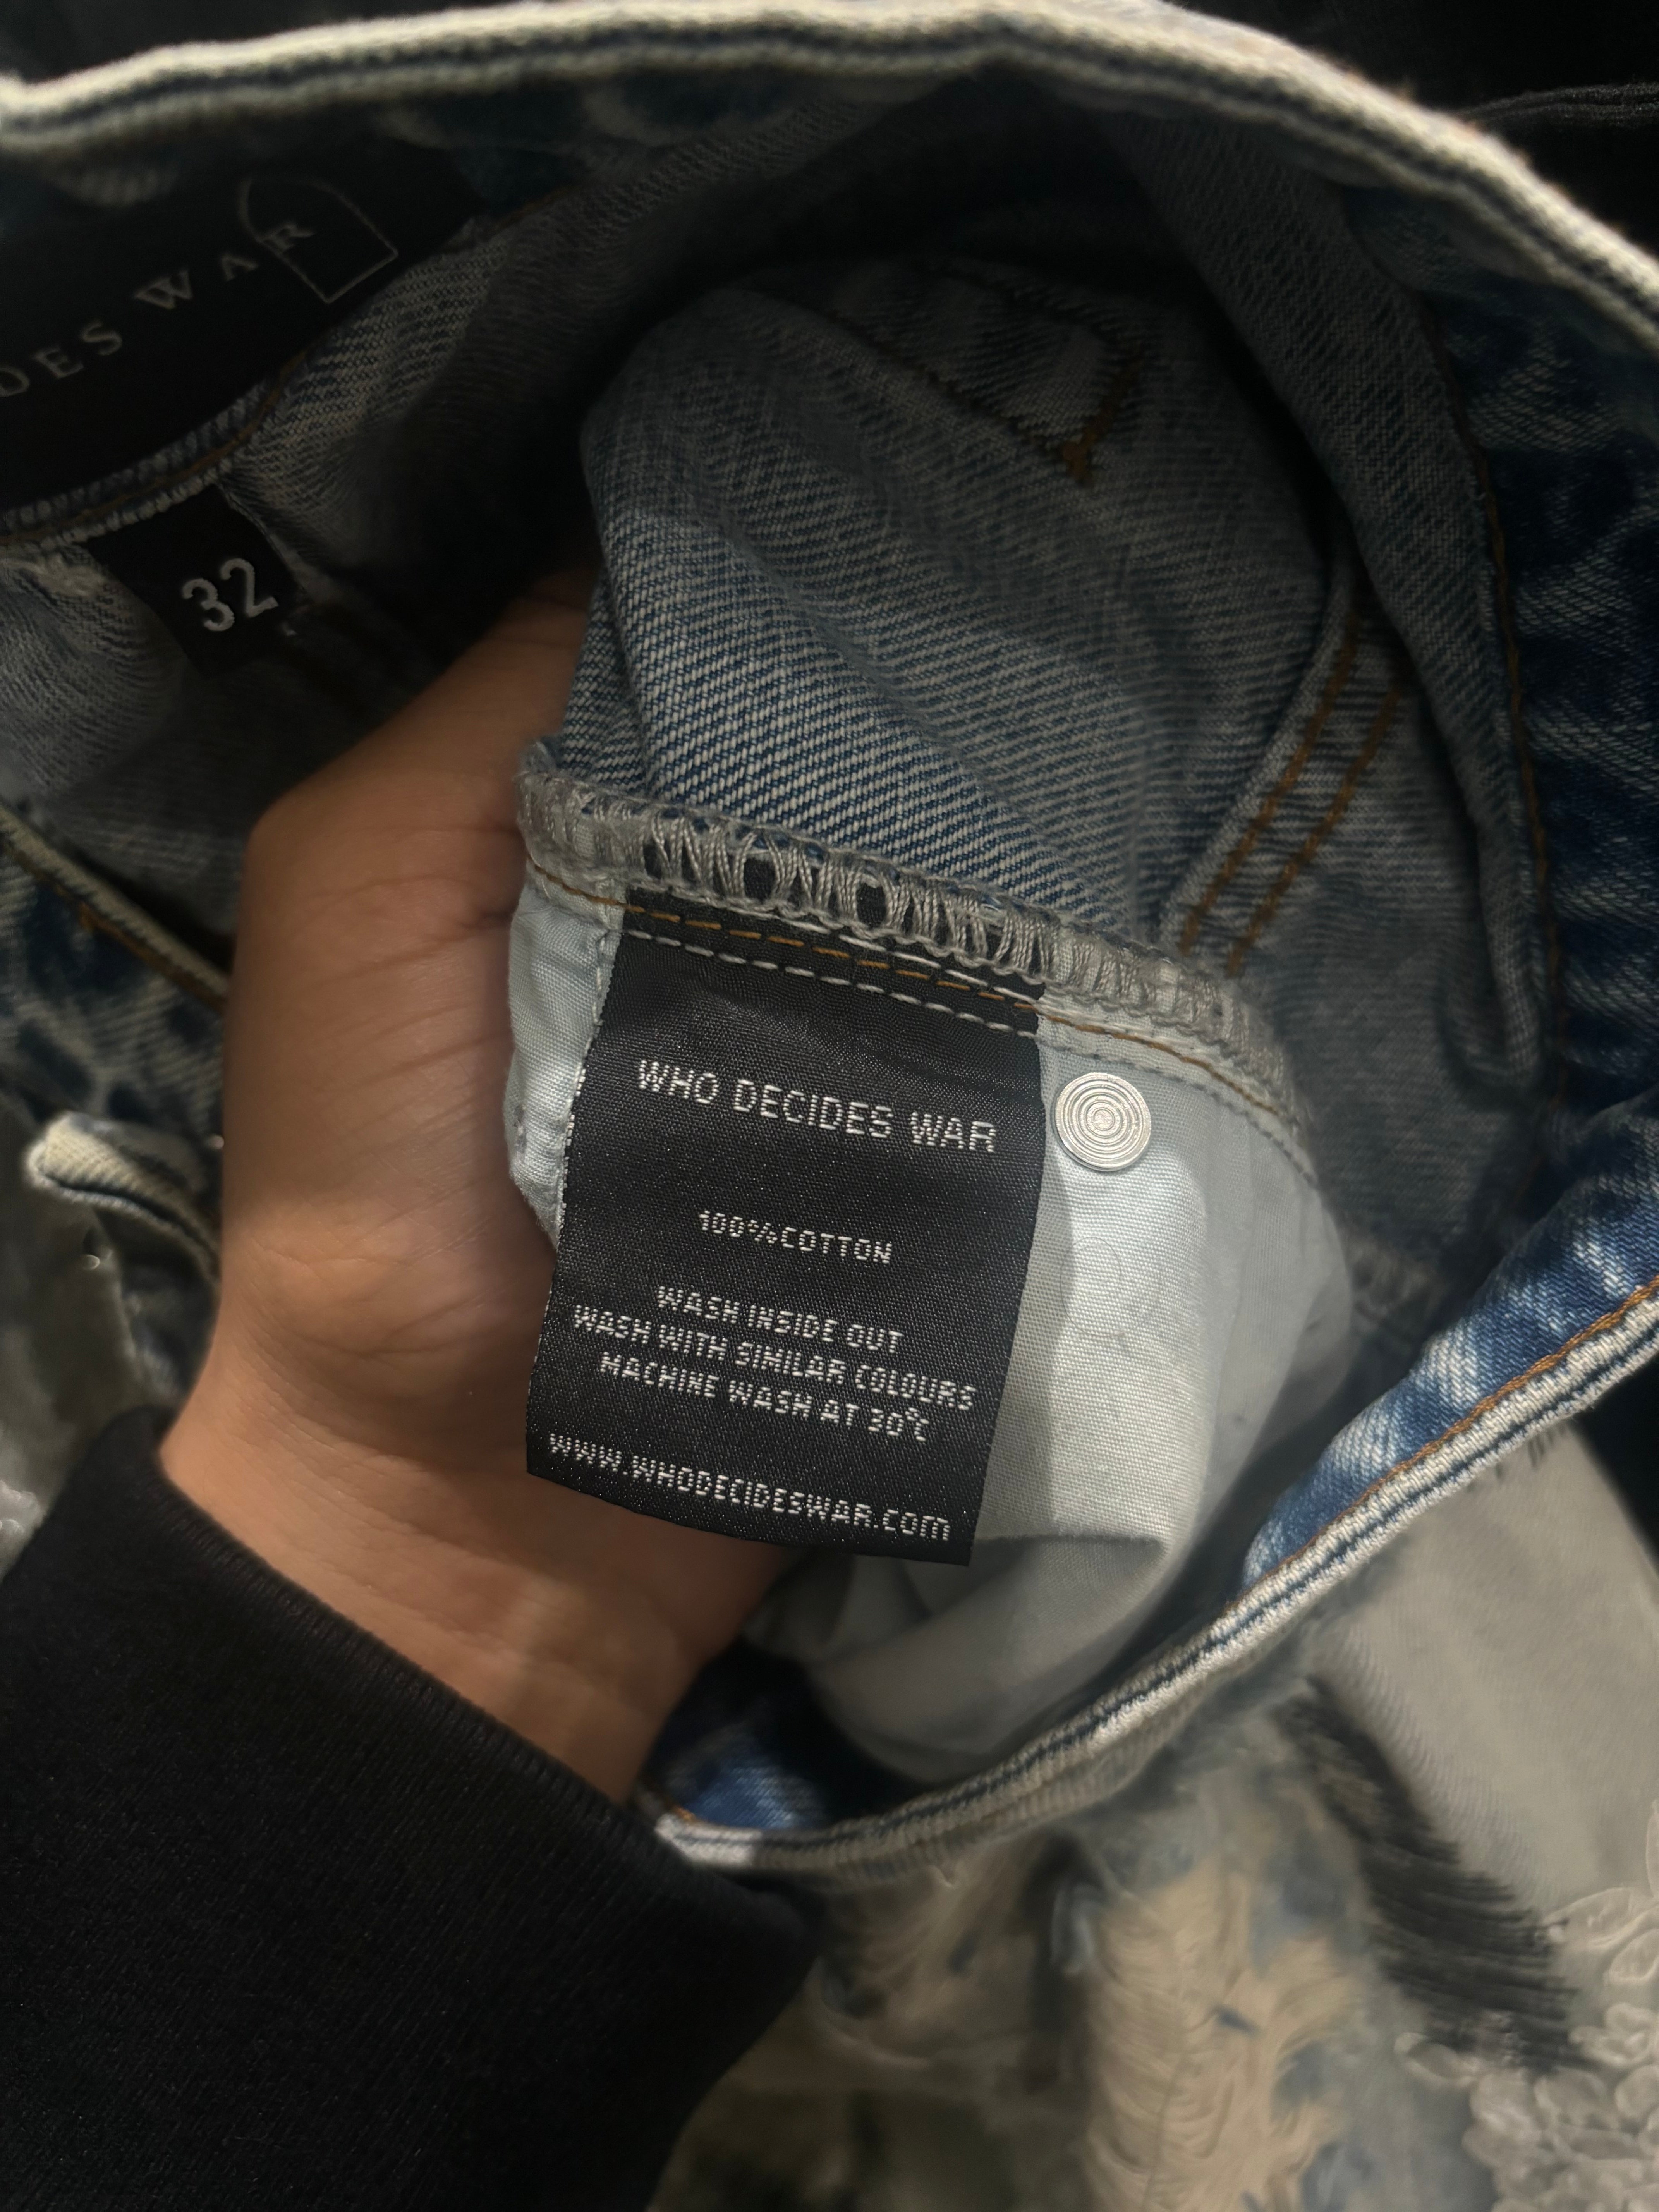 DES WAR
32
WHO DECIDES WAR
100%COTTON
WASH INSIDE OUT
WASH WITH SIMILAR COLOURS
MACHINE WASH AT 30℃
WWW.WHODECIDESWAR.COM